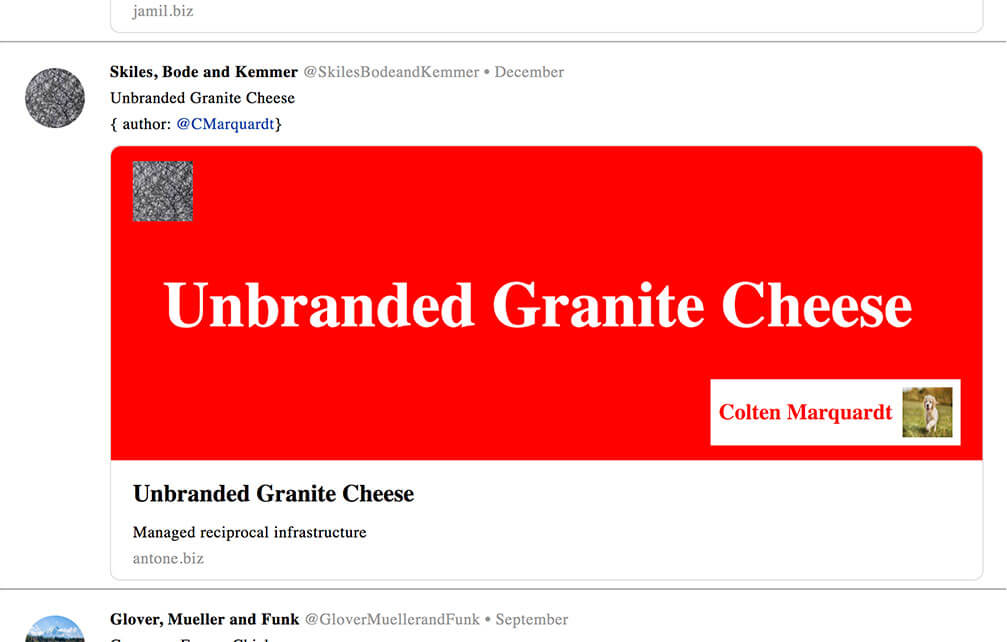 jamil.biz
Skiles, Bode and Kemmer @SkilesBodeandKemmer • December
Unbranded Granite Cheese
{ author: @CMarquardt}
Unbranded Granite Cheese
Colten Marquardt
Unbranded Granite Cheese
Managed reciprocal infrastructure
antone.biz
Glover, Mueller and Funk @GloverMuellerandFunk • September